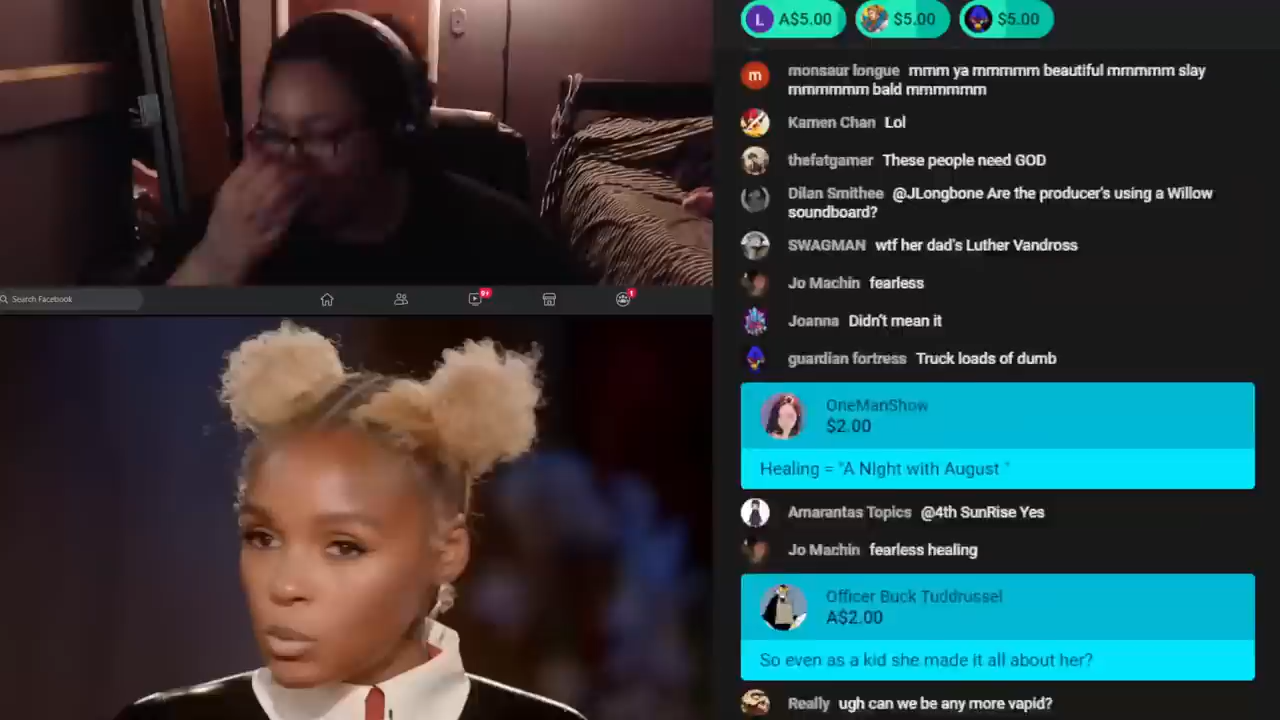 L A$5.00 $5.00 $5.00
m monsaur longue mmm ya mmmmm beautiful mmmmm slay
mmmmmm bald mmmmmm
Kamen Chan Lol
thefatgamer These people need GOD
Dilan Smithee @JLongbone Are the producer's using a Willow
soundboard?
SWAGMAN wtf her dad's Luther Vandross
Jo Machin fearless
Joanna Didn't mean it
guardian fortress Truck loads of dumb
OneManShow
$2.00
Healing = "A Night with August "
Amarantas Topics @4th SunRise Yes
Jo Machin fearless healing
Officer Buck Tuddrussel
A$2.00
So even as a kid she made it all about her?
Really ugh can we be any more vapid?
Search Facebook
9+
1